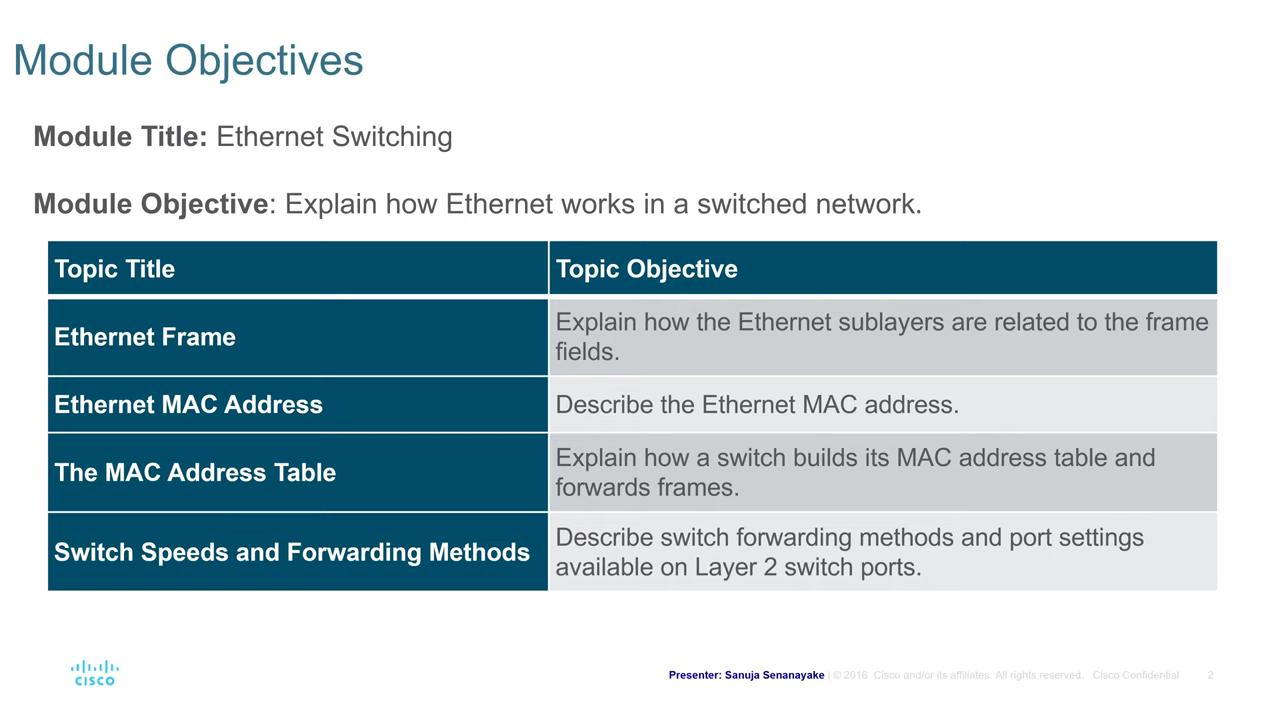 Module Objectives
Module Title: Ethernet Switching
Module Objective: Explain how Ethernet works in a switched network.
Topic Title
Topic Objective
Ethernet Frame
Explain how the Ethernet sublayers are related to the frame
fields.
Ethernet MAC Address
Describe the Ethernet MAC address.
The MAC Address Table
Explain how a switch builds its MAC address table and
forwards frames.
Switch Speeds and Forwarding Methods
Describe switch forwarding methods and port settings
available on Layer 2 switch ports.
CISCO
Presenter: Sanuja Senanayake | © 2016 Cisco and/or its affiliates. All rights reserved. Cisco Confidential 2